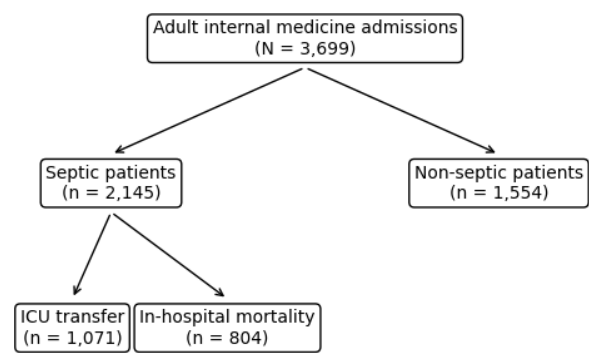 Adult internal medicine admissions
(N = 3,699)
Septic patients
(n = 2,145)
Non-septic patients
(n = 1,554)
ICU transfer
(n = 1,071)
In-hospital mortality
(n = 804)